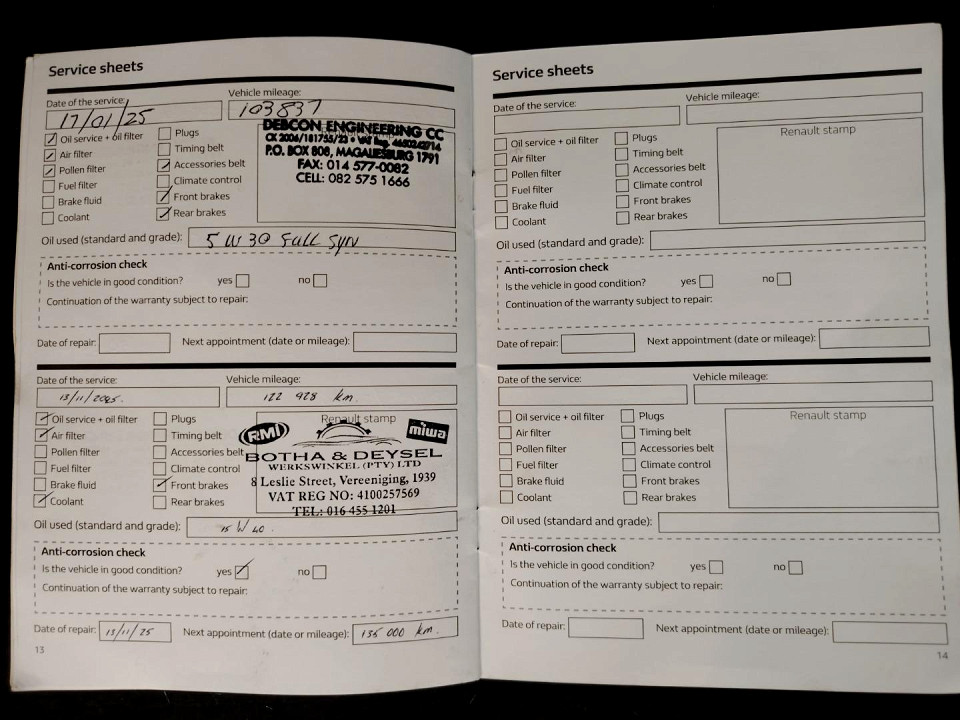 Service sheets
Date of the service: Vehicle mileage:
17/01/25 103837
Oil service + oil filter Plugs
Air filter Timing belt
Pollen filter Accessories belt
Fuel filter Climate control
Brake fluid Front brakes
Coolant Rear brakes
DEBCON ENGINEERING CC
CK 2004/181755/23 • VAT Reg.
P.O. BOX 808, MAGALIESBURG 1791
FAX: 014 577-0082
CELL: 082 575 1666
Oil used (standard and grade): 5 W 30 Full Syn
Anti-corrosion check
Is the vehicle in good condition? yes no
Continuation of the warranty subject to repair:
Date of repair: Next appointment (date or mileage):
Date of the service: Vehicle mileage:
13/11/2025. 122 928 km.
Oil service + oil filter Plugs
Air filter Timing belt
Pollen filter Accessories belt
Fuel filter Climate control
Brake fluid Front brakes
Coolant Rear brakes
Renault stamp
RMI miwa
BOTHA & DEYSEL
WERKSWINKEL (PTY) LTD
8 Leslie Street, Vereeniging, 1939
VAT REG NO: 4100257569
TEL: 016 455 1201
Oil used (standard and grade): 15 W 40
Anti-corrosion check
Is the vehicle in good condition? yes no
Continuation of the warranty subject to repair:
Date of repair: 13/11/25 Next appointment (date or mileage): 135 000 km.
13
Service sheets
Date of the service: Vehicle mileage:
Oil service + oil filter Plugs
Air filter Timing belt
Pollen filter Accessories belt
Fuel filter Climate control
Brake fluid Front brakes
Coolant Rear brakes
Renault stamp
Oil used (standard and grade):
Anti-corrosion check
Is the vehicle in good condition? yes no
Continuation of the warranty subject to repair:
Date of repair: Next appointment (date or mileage):
Date of the service: Vehicle mileage:
Oil service + oil filter Plugs
Air filter Timing belt
Pollen filter Accessories belt
Fuel filter Climate control
Brake fluid Front brakes
Coolant Rear brakes
Renault stamp
Oil used (standard and grade):
Anti-corrosion check
Is the vehicle in good condition? yes no
Continuation of the warranty subject to repair:
Date of repair: Next appointment (date or mileage):
14